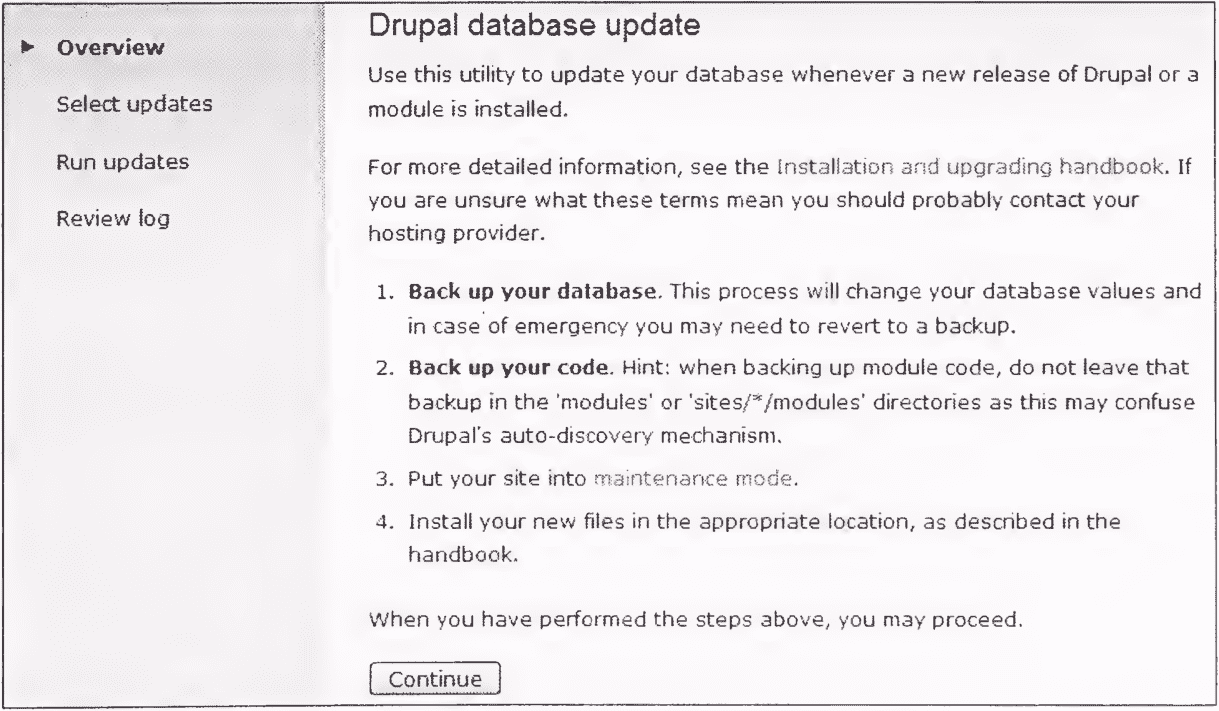 Overview
Select updates
Run updates
Review log
Drupal database update
Use this utility to update your database whenever a new release of Drupal or a
module is installed.
For more detailed information, see the Installation and upgrading handbook. If
you are unsure what these terms mean you should probably contact your
hosting provider.
1. Back up your database. This process will change your database values and
in case of emergency you may need to revert to a backup.
2. Back up your code. Hint: when backing up module code, do not leave that
backup in the 'modules' or 'sites/*/modules' directories as this may confuse
Drupal's auto-discovery mechanism.
3. Put your site into maintenance mode.
4. Install your new files in the appropriate location, as described in the
handbook.
When you have performed the steps above, you may proceed.
Continue